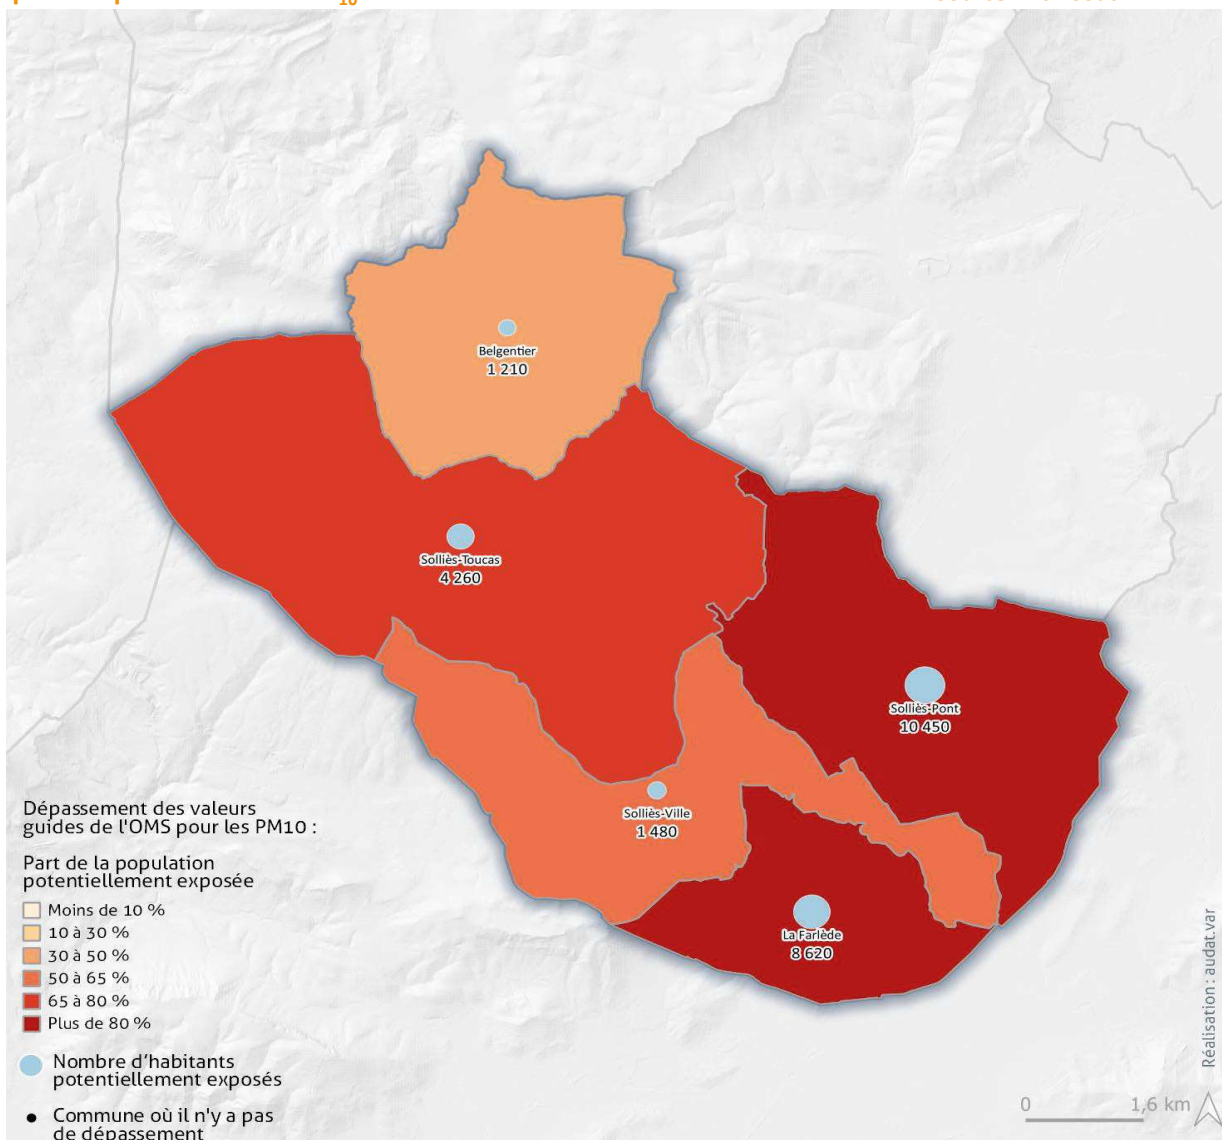 10
Belgentier
1 210
Solliès-Toucas
4 260
Solliès-Pont
10 450
Solliès-Ville
1 480
La Farlède
8 620
Dépassement des valeurs
guides de l'OMS pour les PM10 :
Part de la population
potentiellement exposée
Moins de 10 %
10 à 30 %
30 à 50 %
50 à 65 %
65 à 80 %
Plus de 80 %
Nombre d’habitants
potentiellement exposés
Commune où il n'y a pas
de dépassement
0 1,6 km
Réalisation : audat.var